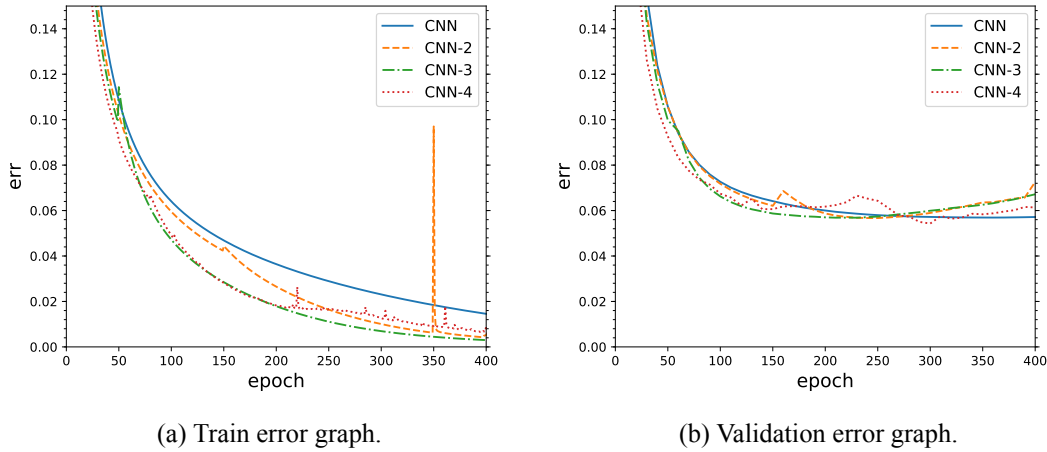 0.14
0.12
0.10
0.08
0.06
0.04
0.02
0.00
err
0 50 100 150 200 250 300 350 400
epoch
CNN
CNN-2
CNN-3
CNN-4
(a) Train error graph.
0.14
0.12
0.10
0.08
0.06
0.04
0.02
0.00
err
0 50 100 150 200 250 300 350 400
epoch
CNN
CNN-2
CNN-3
CNN-4
(b) Validation error graph.